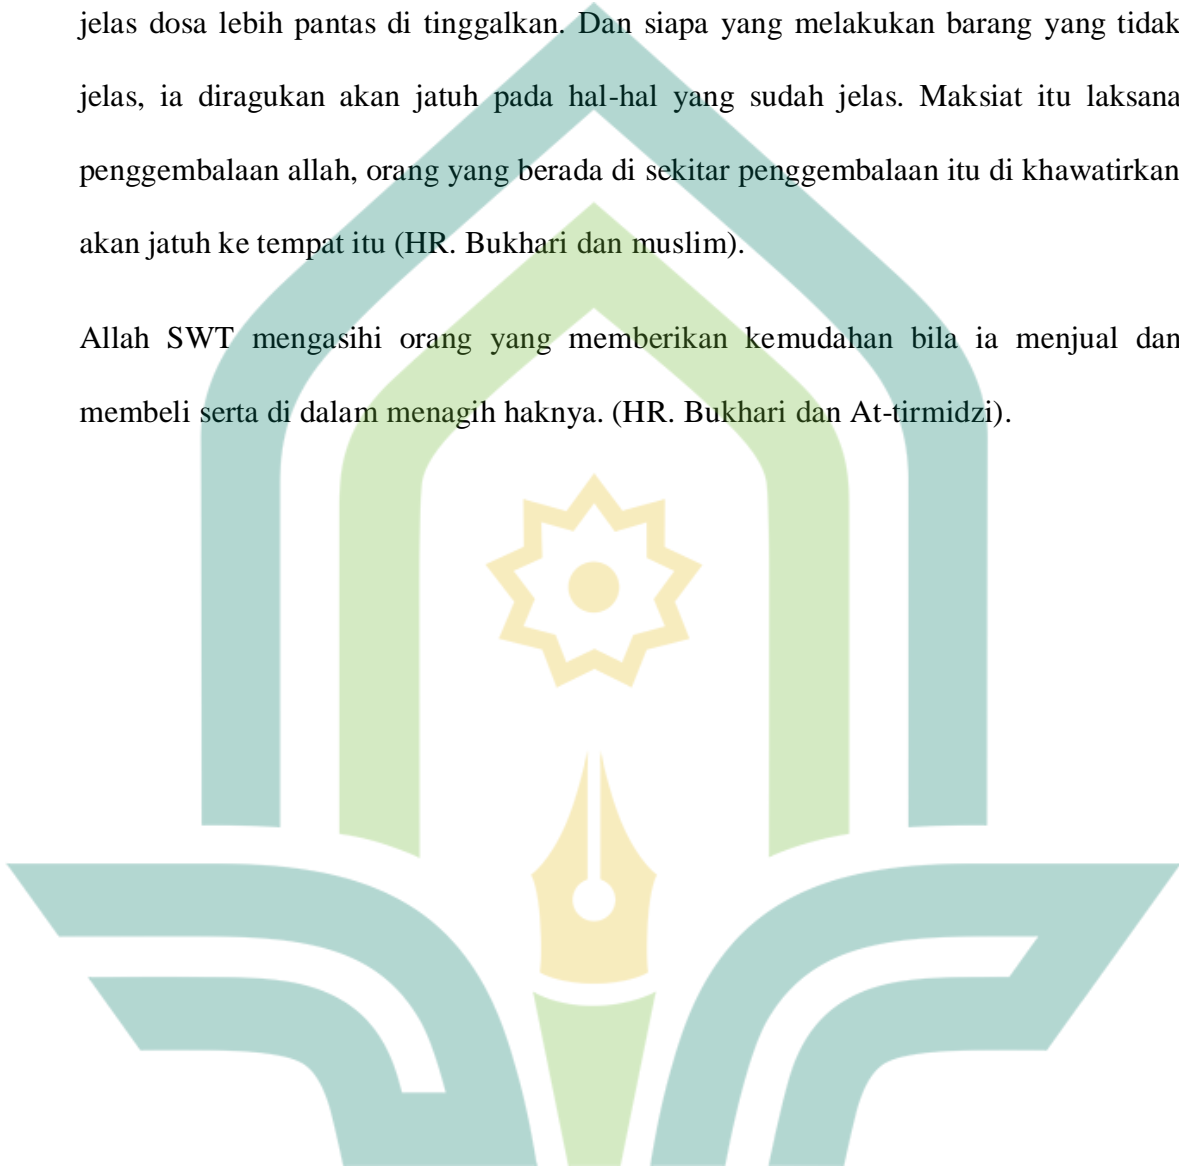 jelas dosa lebih pantas di tinggalkan. Dan siapa yang melakukan barang yang tidak
jelas, ia diragukan akan jatuh pada hal-hal yang sudah jelas. Maksiat itu laksana
penggembalaan allah, orang yang berada di sekitar penggembalaan itu di khawatirkan
akan jatuh ke tempat itu (HR. Bukhari dan muslim).
Allah SWT mengasihi orang yang memberikan kemudahan bila ia menjual dan
membeli serta di dalam menagih haknya. (HR. Bukhari dan At-tirmidzi).